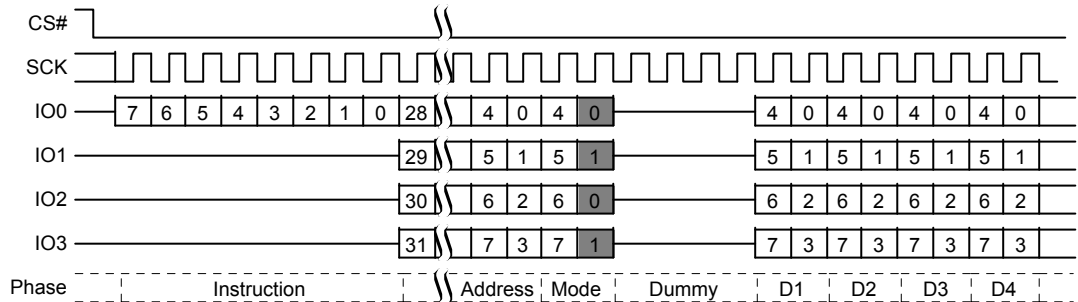 CS#
SCK
IO0 7 6 5 4 3 2 1 0 28 4 0 4 0 4 0 4 0 4 0 4 0
IO1 29 5 1 5 1 5 1 5 1 5 1 5 1
IO2 30 6 2 6 0 6 2 6 2 6 2 6 2
IO3 31 7 3 7 1 7 3 7 3 7 3 7 3
Phase Instruction Address Mode Dummy D1 D2 D3 D4